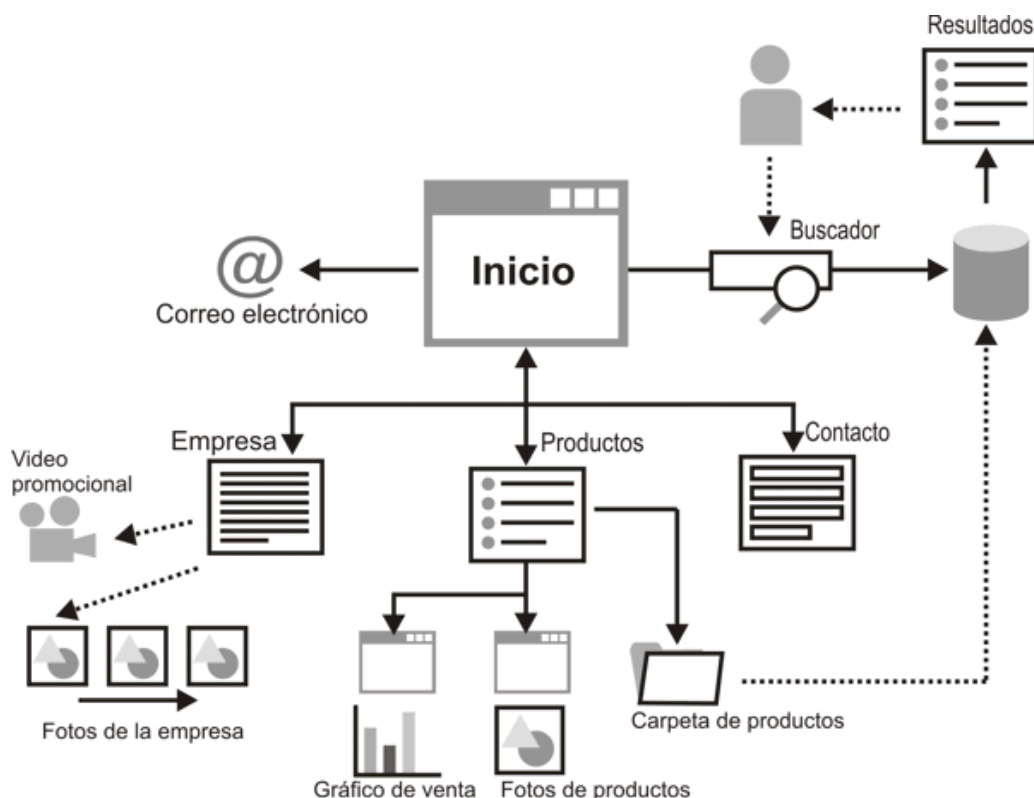 Resultados
Buscador
Inicio
@
Correo electrónico
Empresa
Productos
Contacto
Video
promocional
Carpeta de productos
Fotos de la empresa
Gráfico de venta
Fotos de productos